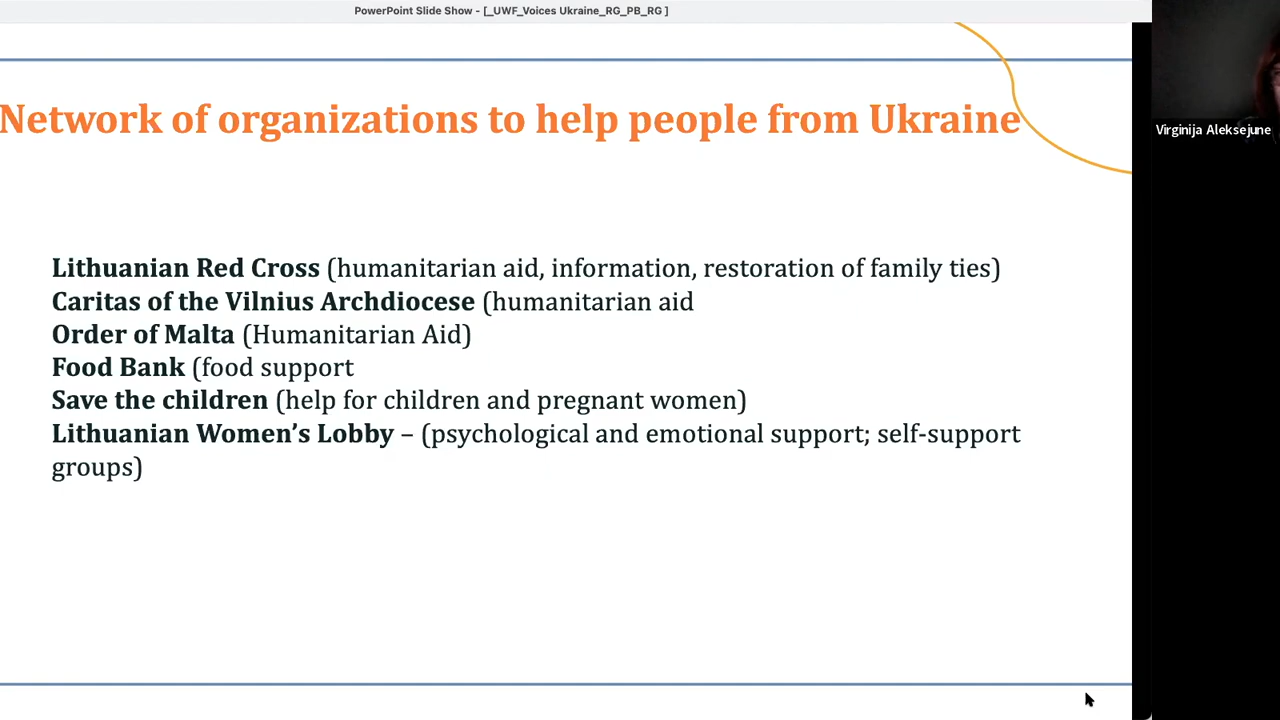 PowerPoint Slide Show - [_UWF_Voices Ukraine_RG_PB_RG ]
Network of organizations to help people from Ukraine
Virginija Aleksejune
Lithuanian Red Cross (humanitarian aid, information, restoration of family ties)
Caritas of the Vilnius Archdiocese (humanitarian aid
Order of Malta (Humanitarian Aid)
Food Bank (food support
Save the children (help for children and pregnant women)
Lithuanian Women’s Lobby – (psychological and emotional support; self-support
groups)